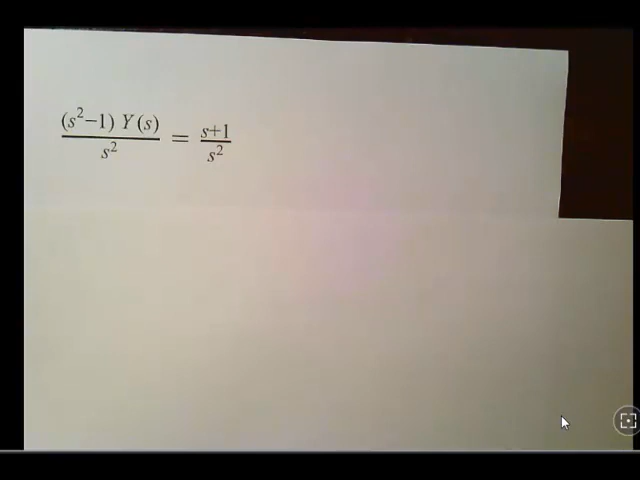 (s²−1) Y(s) / s² = s+1 / s²